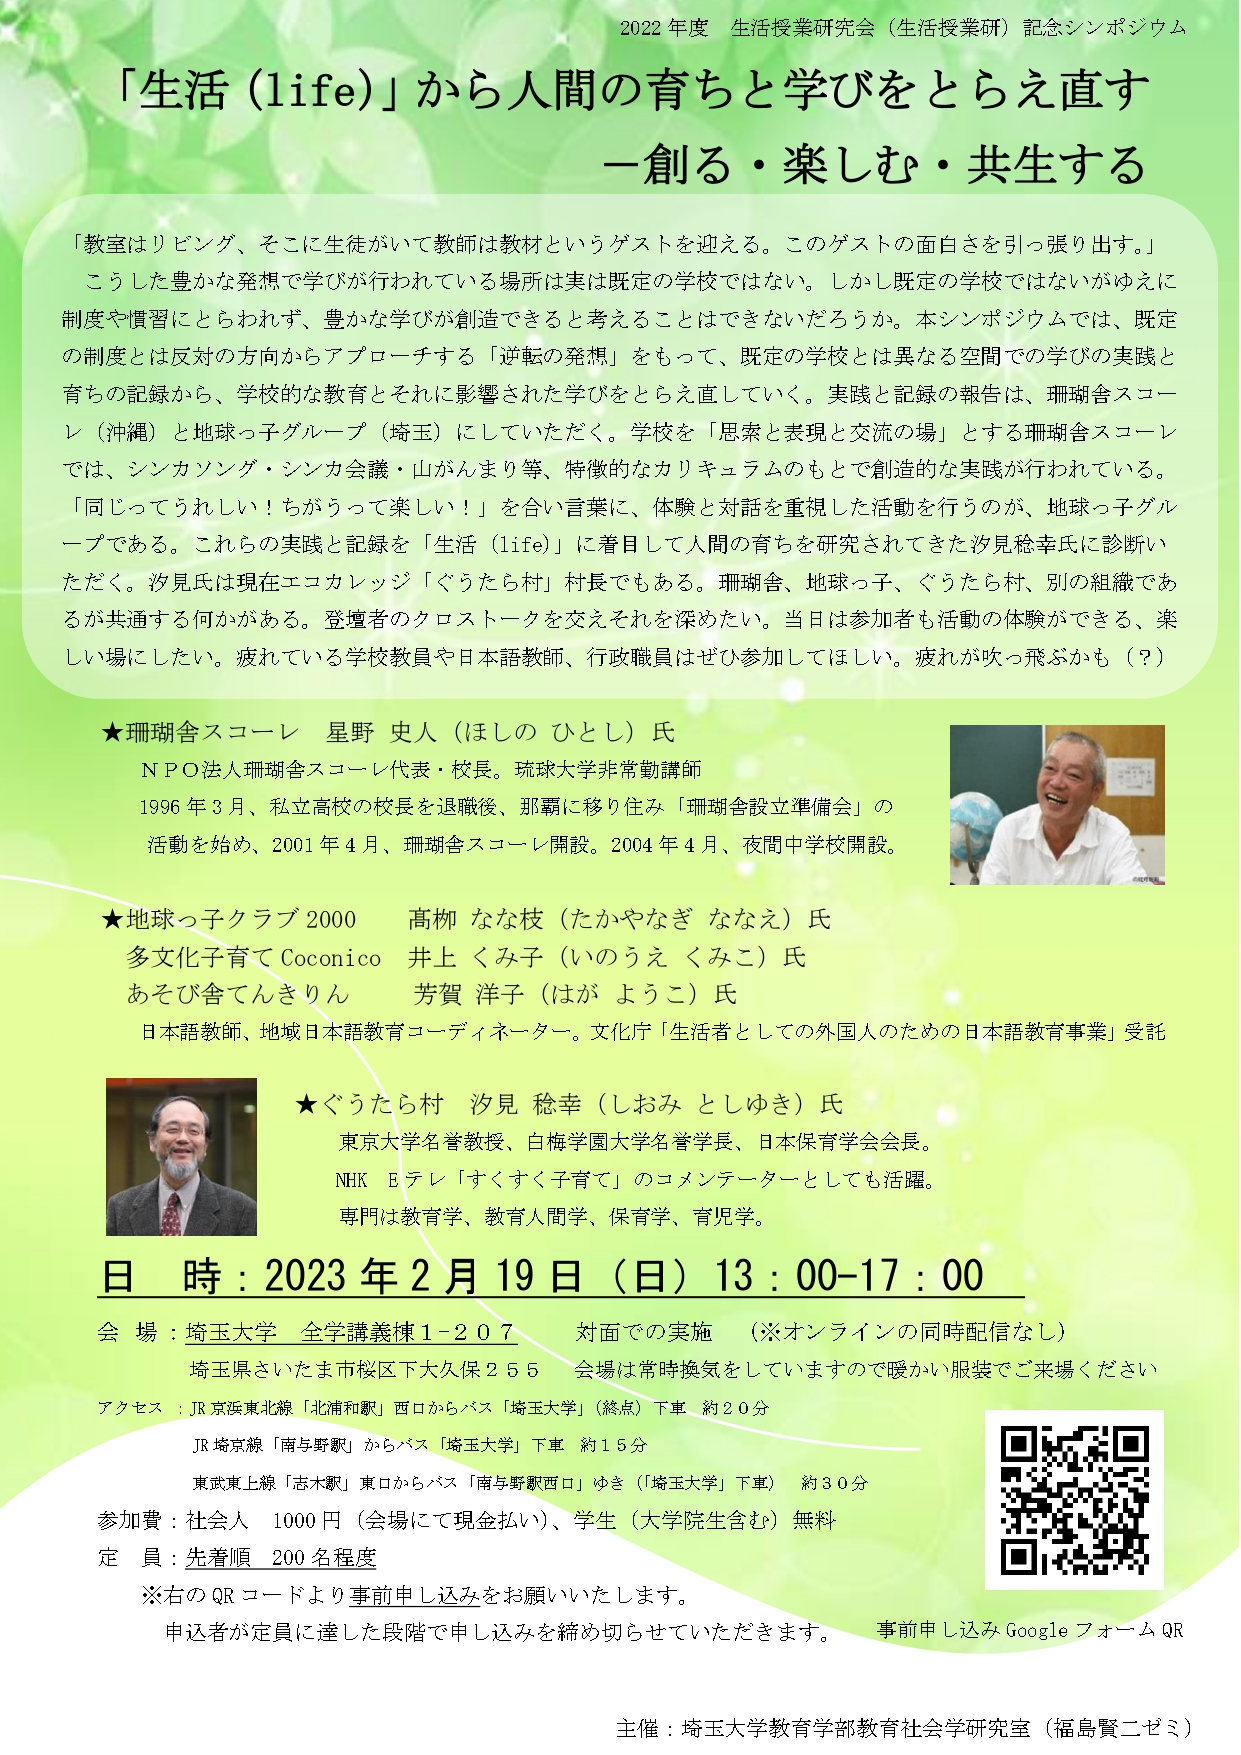 2022 年度　生活授業研究会（生活授業研）記念シンポジウム
「生活 (life)」から人間の育ちと学びをとらえ直す
－創る・楽しむ・共生する
「教室はリビング、そこに生徒がいて教師は教材というゲストを迎える。このゲストの面白さを引っ張り出す。」
こうした豊かな発想で学びが行われている場所は実は既定の学校ではない。しかし既定の学校ではないがゆえに
制度や慣習にとらわれず、豊かな学びが創造できると考えることはできないだろうか。本シンポジウムでは、既定
の制度とは反対の方向からアプローチする「逆転の発想」をもって、既定の学校とは異なる空間での学びの実践と
育ちの記録から、学校的な教育とそれに影響された学びをとらえ直していく。実践と記録の報告は、珊瑚舎スコー
レ（沖縄）と地球っ子グループ（埼玉）にしていただく。学校を「思索と表現と交流の場」とする珊瑚舎スコーレ
では、シンカソング・シンカ会議・山がんまり等、特徴的なカリキュラムのもとで創造的な実践が行われている。
「同じってうれしい！ちがうって楽しい！」を合い言葉に、体験と対話を重視した活動を行うのが、地球っ子グル
ープである。これらの実践と記録を「生活（life)」に着目して人間の育ちを研究されてきた汐見稔幸氏に診断い
ただく。汐見氏は現在エコカレッジ「ぐうたら村」村長でもある。珊瑚舎、地球っ子、ぐうたら村、別の組織であ
るが共通する何かがある。登壇者のクロストークを交えそれを深めたい。当日は参加者も活動の体験ができる、楽
しい場にしたい。疲れている学校教員や日本語教師、行政職員はぜひ参加してほしい。疲れが吹っ飛ぶかも（？）
★珊瑚舎スコーレ　星野 史人（ほしの ひとし）氏
ＮＰＯ法人珊瑚舎スコーレ代表・校長。琉球大学非常勤講師
1996 年 3 月、私立高校の校長を退職後、那覇に移り住み「珊瑚舎設立準備会」の
活動を始め、2001 年 4 月、珊瑚舎スコーレ開設。2004 年 4 月、夜間中学校開設。
★地球っ子クラブ 2000　　髙栁 なな枝（たかやなぎ ななえ）氏
多文化子育て Coconico　井上 くみ子（いのうえ くみこ）氏
あそび舎てんきりん　　芳賀 洋子（はが ようこ）氏
日本語教師、地域日本語教育コーディネーター。文化庁「生活者としての外国人のための日本語教育事業」受託
★ぐうたら村　汐見 稔幸（しおみ としゆき）氏
東京大学名誉教授、白梅学園大学名誉学長、日本保育学会会長。
NHK　E テレ「すくすく子育て」のコメンテーターとしても活躍。
専門は教育学、教育人間学、保育学、育児学。
日　時：2023 年 2 月 19 日（日）13：00−17：00
会　場：埼玉大学　全学講義棟１−２０７　　対面での実施　（※オンラインの同時配信なし）
埼玉県さいたま市桜区下大久保２５５　会場は常時換気をしていますので暖かい服装でご来場ください
アクセス　：JR 京浜東北線「北浦和駅」西口からバス「埼玉大学」（終点）下車　約２０分
JR 埼京線「南与野駅」からバス「埼玉大学」下車　約１５分
東武東上線「志木駅」東口からバス「南与野駅西口」ゆき（「埼玉大学」下車）　約３０分
参加費：社会人　1000 円（会場にて現金払い）、学生（大学院生含む）無料
定　員：先着順　200 名程度
※右の QR コードより事前申し込みをお願いいたします。
申込者が定員に達した段階で申し込みを締め切らせていただきます。
事前申し込み Google フォーム QR
主催：埼玉大学教育学部教育社会学研究室（福島賢二ゼミ）